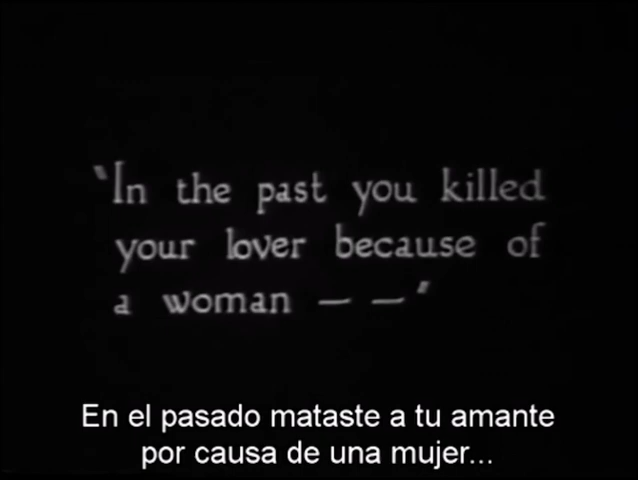 "In the past you killed
your lover because of
a woman — —"
En el pasado mataste a tu amante
por causa de una mujer...